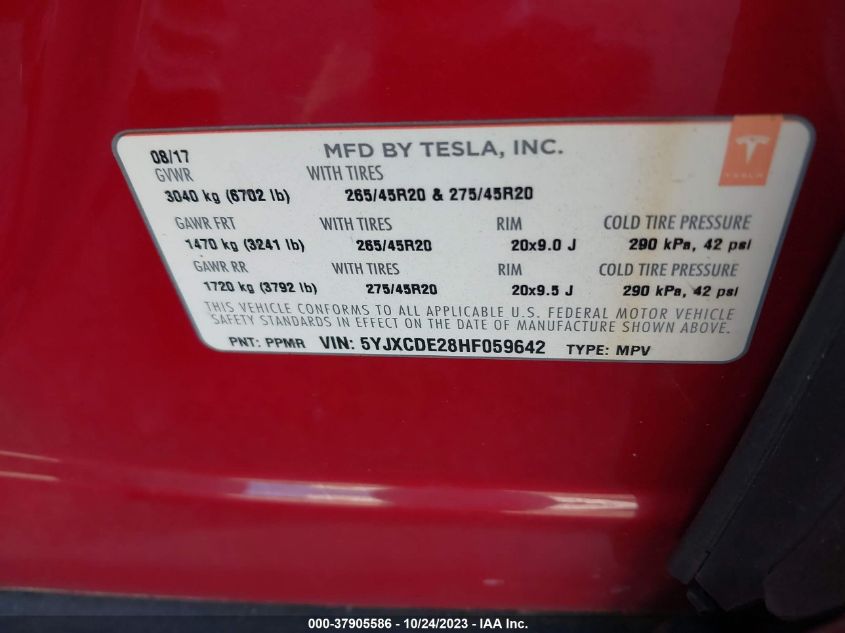 08/17 MFD BY TESLA, INC.
GVWR WITH TIRES
3040 kg (6702 lb) 265/45R20 & 275/45R20
GAWR FRT WITH TIRES RIM COLD TIRE PRESSURE
1470 kg (3241 lb) 265/45R20 20x9.0 J 290 kPa, 42 psi
GAWR RR WITH TIRES RIM COLD TIRE PRESSURE
1720 kg (3792 lb) 275/45R20 20x9.5 J 290 kPa, 42 psi
THIS VEHICLE CONFORMS TO ALL APPLICABLE U.S. FEDERAL MOTOR VEHICLE
SAFETY STANDARDS IN EFFECT ON THE DATE OF MANUFACTURE SHOWN ABOVE.
PNT: PPMR VIN: 5YJXCDE28HF059642 TYPE: MPV
TESLA
000-37905586 - 10/24/2023 - IAA Inc.